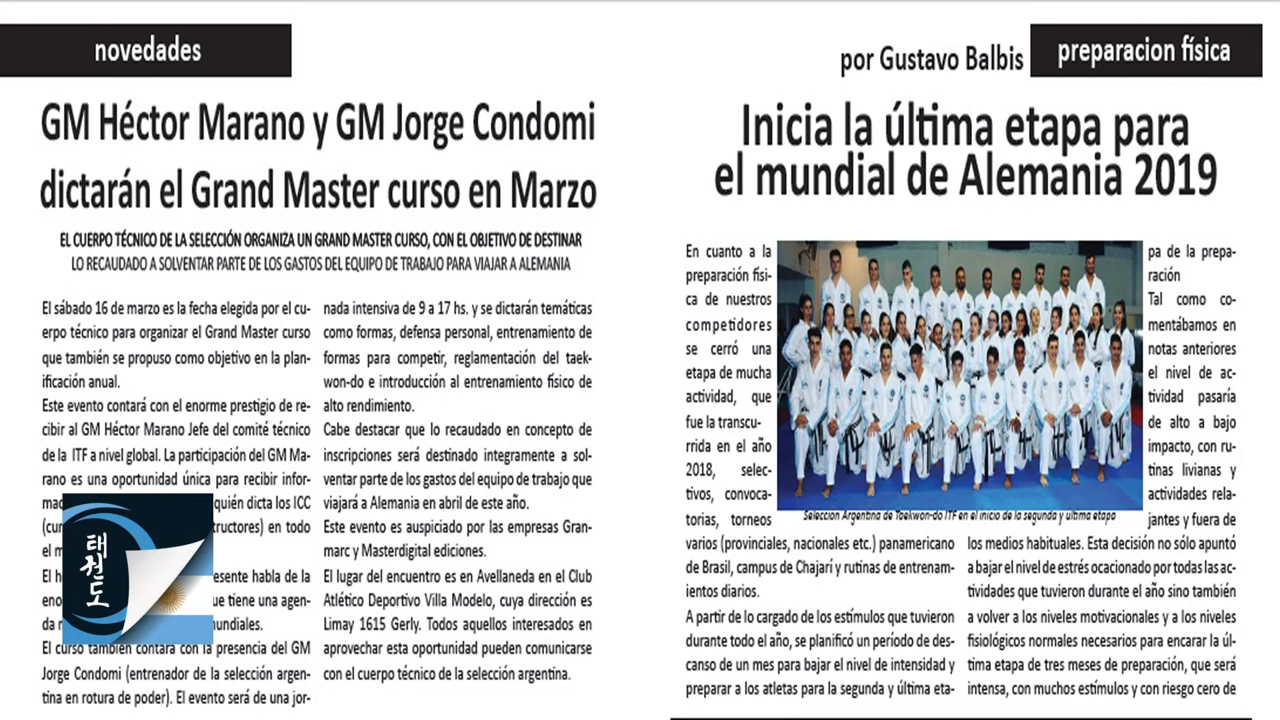 novedades
GM Héctor Marano y GM Jorge Condomi
dictarán el Grand Master curso en Marzo
EL CUERPO TÉCNICO DE LA SELECCIÓN ORGANIZA UN GRAND MASTER CURSO, CON EL OBJETIVO DE DESTINAR
LO RECAUDADO A SOLVENTAR PARTE DE LOS GASTOS DEL EQUIPO DE TRABAJO PARA VIAJAR A ALEMANIA
El sábado 16 de marzo es la fecha elegida por el cu-
erpo técnico para organizar el Grand Master curso
que también se propuso como objetivo en la plan-
ificación anual.
Este evento contará con el enorme prestigio de re-
cibir al GM Héctor Marano Jefe del comité técnico
de la ITF a nivel global. La participación del GM Ma-
rano es una oportunidad única para recibir infor-
quién dicta los ICC
en todo
El
esente habla de la
ue tiene una agen-
da
mundiales.
El curso también contará con la presencia del GM
Jorge Condomi (entrenador de la selección argen-
tina en rotura de poder). El evento será de una jor-
nada intensiva de 9 a 17 hs. y se dictarán temáticas
como formas, defensa personal, entrenamiento de
formas para competir, reglamentación del taek-
won-do e introducción al entrenamiento físico de
alto rendimiento.
Cabe destacar que lo recaudado en concepto de
inscripciones será destinado integramente a sol-
ventar parte de los gastos del equipo de trabajo que
viajará a Alemania en abril de este año.
Este evento es auspiciado por las empresas Gran-
marc y Masterdigital ediciones.
El lugar del encuentro es en Avellaneda en el Club
Atlético Deportivo Villa Modelo, cuya dirección es
Limay 1615 Gerly. Todos aquellos interesados en
aprovechar esta oportunidad pueden comunicarse
con el cuerpo técnico de la selección argentina.
태권도
por Gustavo Balbis
preparacion física
Inicia la última etapa para
el mundial de Alemania 2019
En cuanto a la
preparación físi-
ca de nuestros
competidores
se cerró una
etapa de mucha
actividad, que
fue la transcu-
rrida en el año
2018, selec-
tivos, convoca-
torias, torneos
varios (provinciales, nacionales etc.) panamericano
de Brasil, campus de Chajarí y rutinas de entrenam-
ientos diarios.
A partir de lo cargado de los estímulos que tuvieron
durante todo el año, se planificó un período de des-
canso de un mes para bajar el nivel de intensidad y
preparar a los atletas para la segunda y última eta-
Selección Argentina de Taekwon-do ITF en el inicio de la segunda y última etapa
pa de la prepa-
ración
Tal como co-
mentábamos en
notas anteriores
el nivel de ac-
tividad pasaría
de alto a bajo
impacto, con ru-
tinas livianas y
actividades rela-
jantes y fuera de
los medios habituales. Esta decisión no sólo apuntó
a bajar el nivel de estrés ocacionado por todas las ac-
tividades que tuvieron durante el año sino también
a volver a los niveles motivacionales y a los niveles
fisiológicos normales necesarios para encarar la úl-
tima etapa de tres meses de preparación, que será
intensa, con muchos estímulos y con riesgo cero de